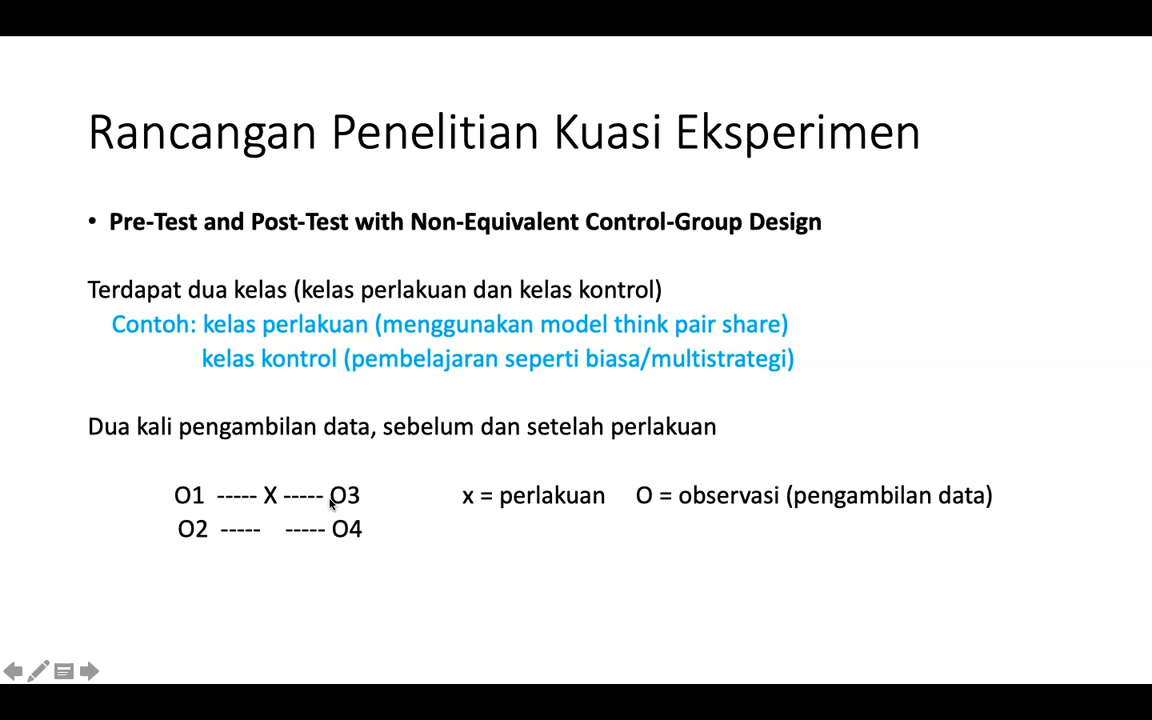 Rancangan Penelitian Kuasi Eksperimen
• Pre-Test and Post-Test with Non-Equivalent Control-Group Design
Terdapat dua kelas (kelas perlakuan dan kelas kontrol)
Contoh: kelas perlakuan (menggunakan model think pair share)
kelas kontrol (pembelajaran seperti biasa/multistrategi)
Dua kali pengambilan data, sebelum dan setelah perlakuan
O1 ----- X ----- O3 x = perlakuan O = observasi (pengambilan data)
O2 ----- ----- O4